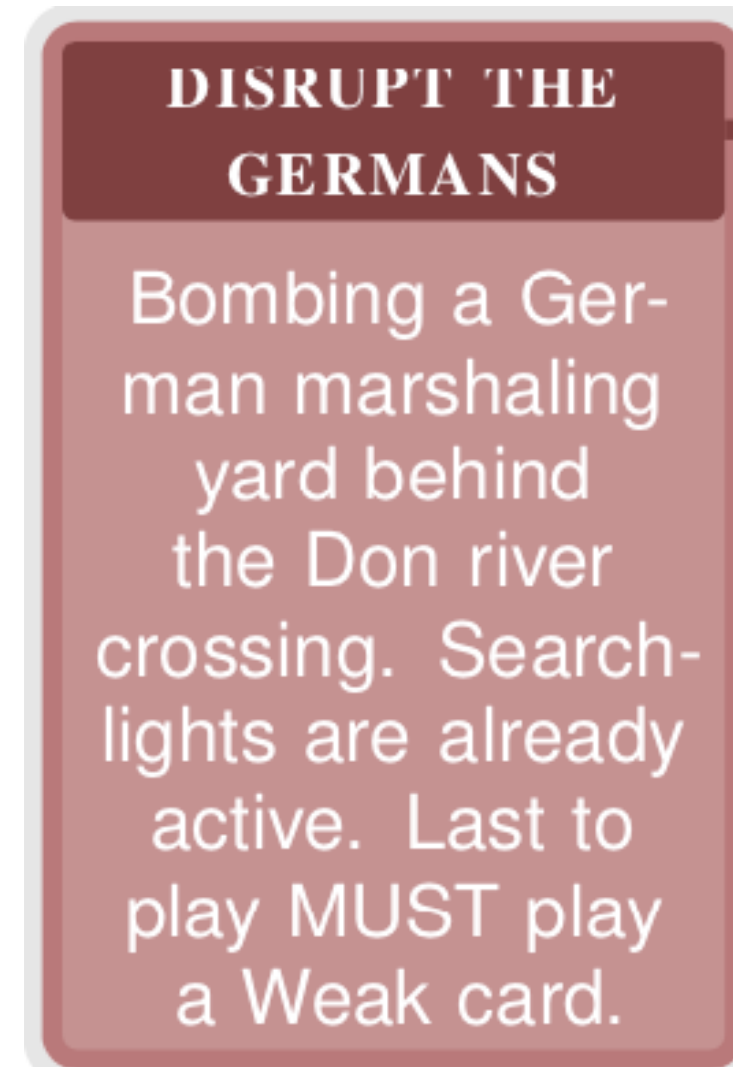 DISRUPT THE
GERMANS
Bombing a Ger-
man marshaling
yard behind
the Don river
crossing. Search-
lights are already
active. Last to
play MUST play
a Weak card.